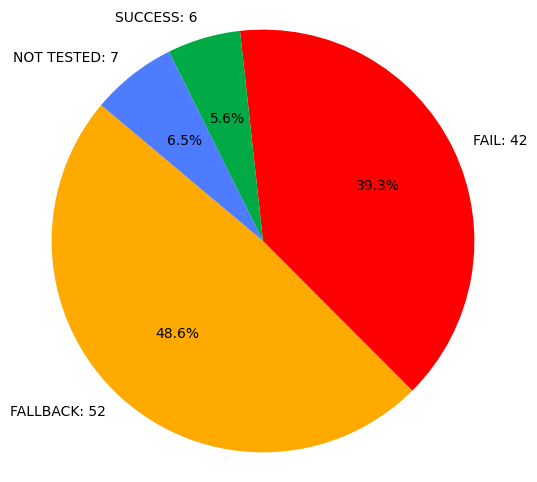 SUCCESS: 6
NOT TESTED: 7
5.6%
6.5%
FAIL: 42
39.3%
48.6%
FALLBACK: 52